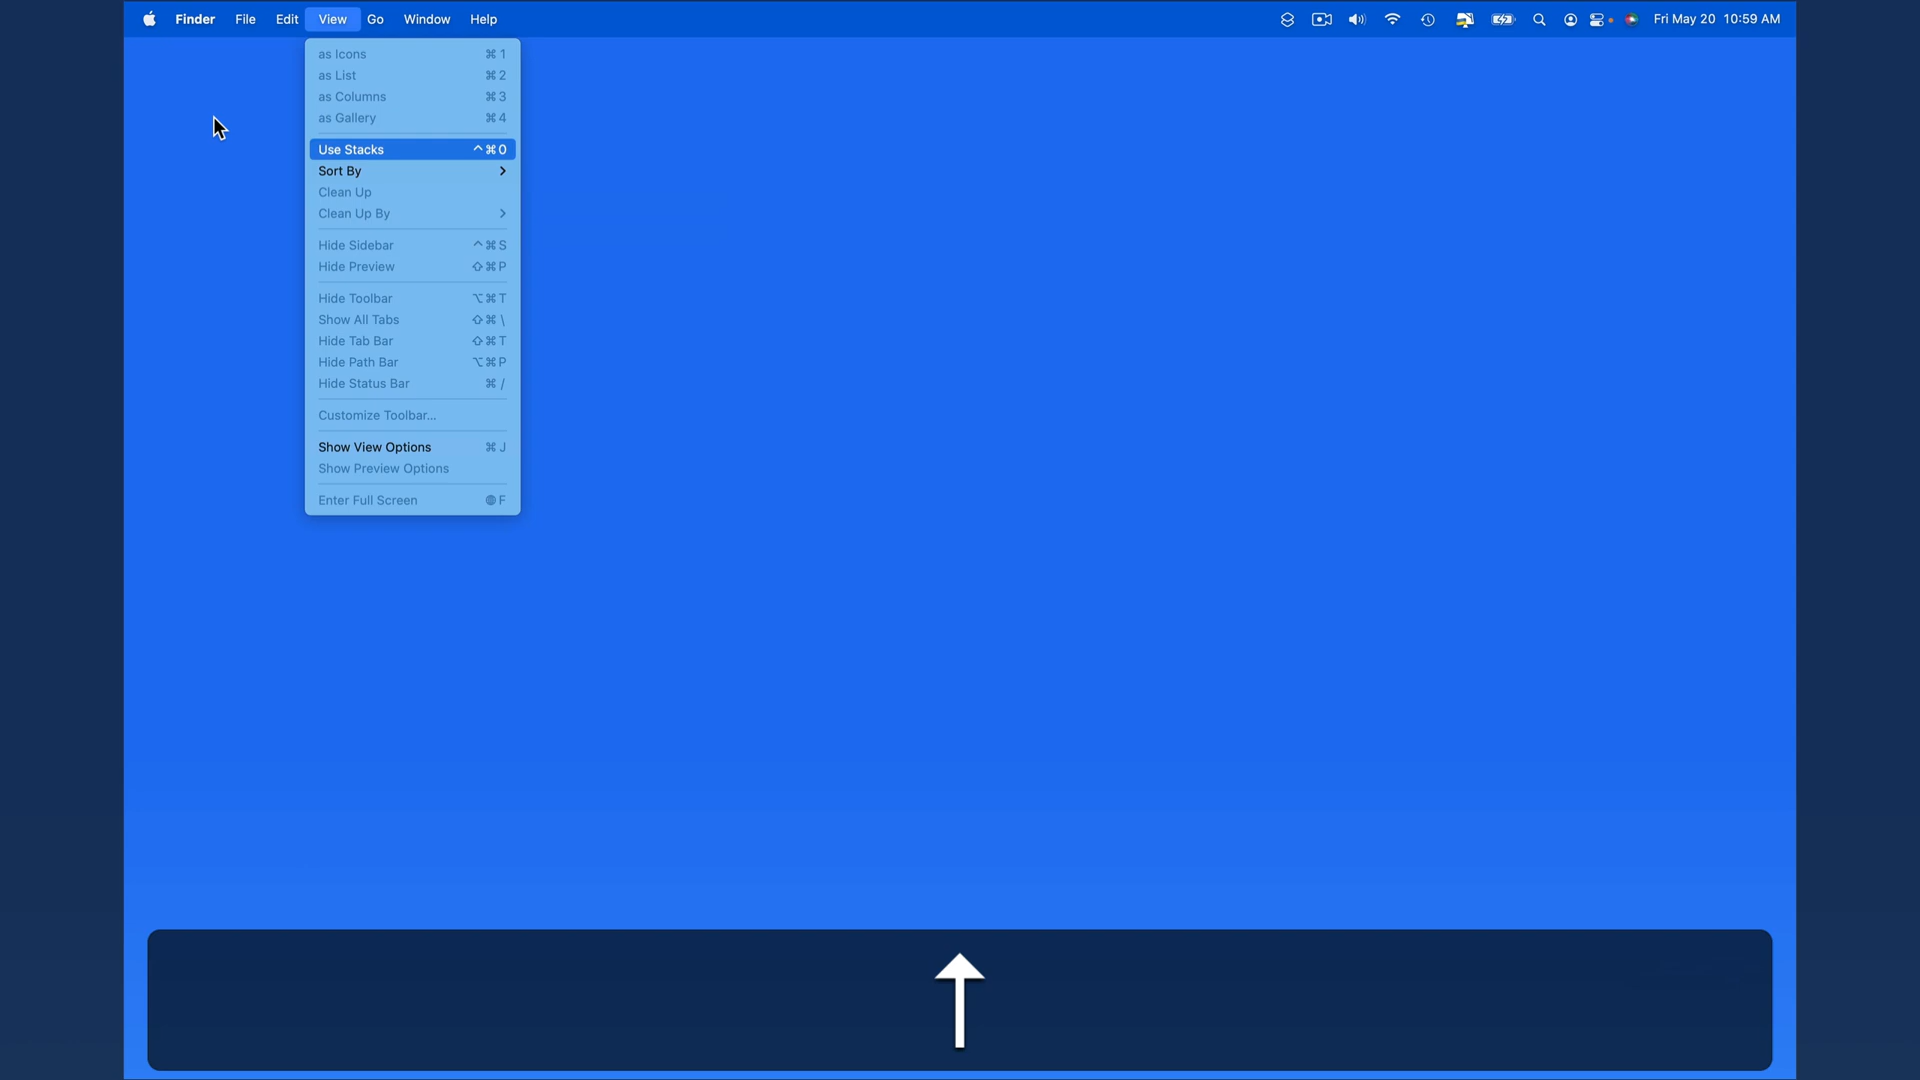 Finder File Edit View Go Window Help Fri May 20 10:59 AM
as Icons ⌘ 1
as List ⌘ 2
as Columns ⌘ 3
as Gallery ⌘ 4
Use Stacks ^ ⌘ 0
Sort By >
Clean Up
Clean Up By >
Hide Sidebar ^ ⌘ S
Hide Preview ⇧ ⌘ P
Hide Toolbar ⌥ ⌘ T
Show All Tabs ⇧ ⌘ \
Hide Tab Bar ⇧ ⌘ T
Hide Path Bar ⌥ ⌘ P
Hide Status Bar ⌘ /
Customize Toolbar...
Show View Options ⌘ J
Show Preview Options
Enter Full Screen 🌐 F